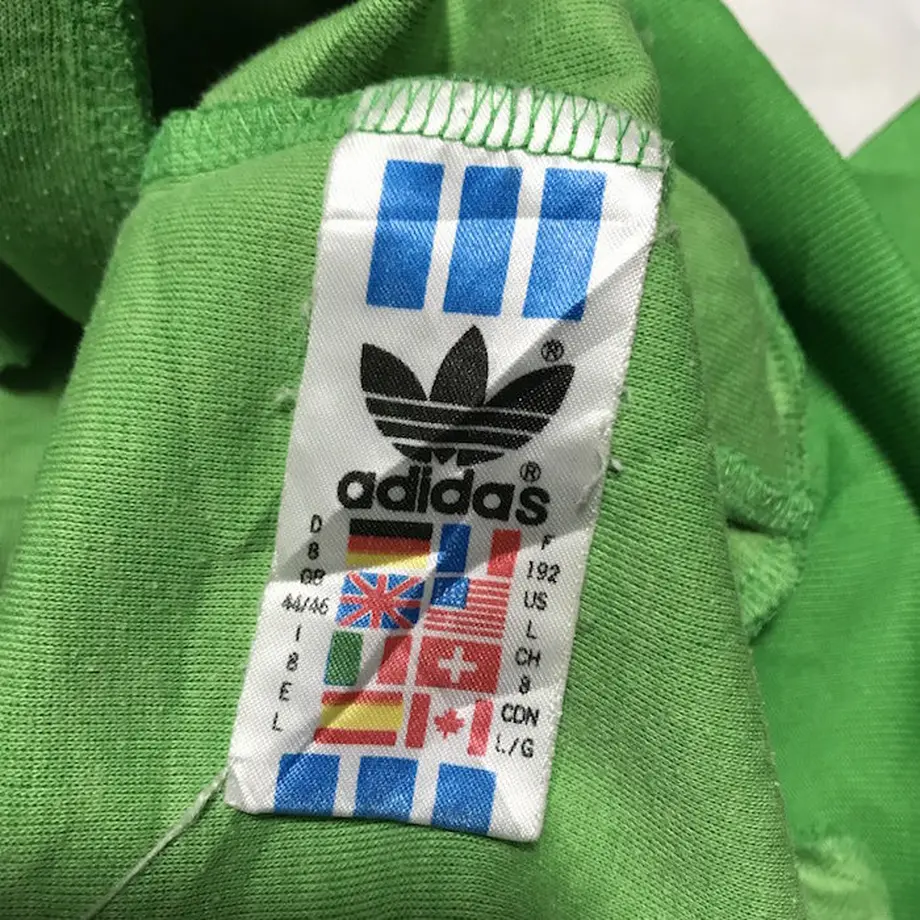 ®
adidas®
D
8
GB
44/46
I
8
E
L
F
192
US
L
CH
8
CDN
L/G